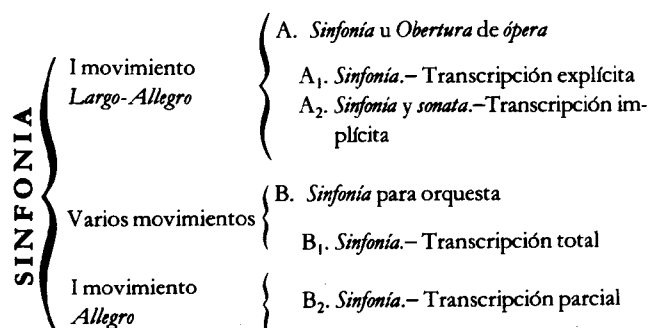 SINFONIA
I movimiento
Largo-Allegro
A. Sinfonía u Obertura de ópera
A₁. Sinfonía.– Transcripción explícita
A₂. Sinfonía y sonata.–Transcripción im-
plícita
Varios movimientos
B. Sinfonía para orquesta
B₁. Sinfonía.– Transcripción total
I movimiento
Allegro
B₂. Sinfonía.– Transcripción parcial